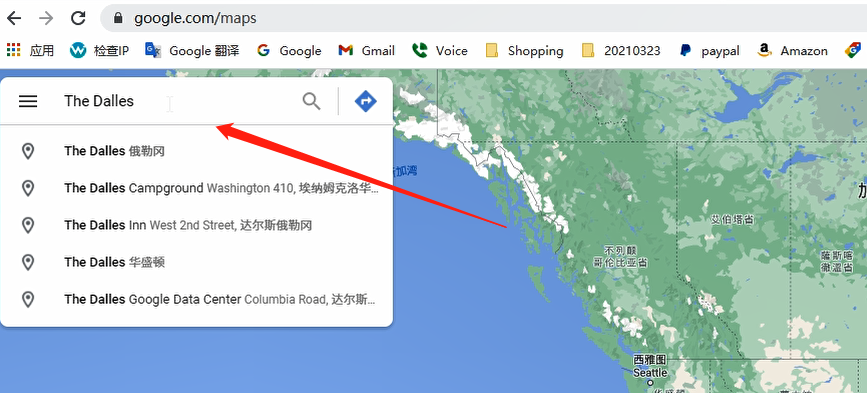 google.com/maps
应用 检查IP Google 翻译 Google Gmail Voice Shopping 20210323 paypal Amazon
The Dalles
The Dalles 俄勒冈
The Dalles Campground Washington 410, 埃纳姆克洛华...
The Dalles Inn West 2nd Street, 达尔斯俄勒冈
The Dalles 华盛顿
The Dalles Google Data Center Columbia Road, 达尔斯...
加湾
加
艾伯塔省
不列颠
哥伦比亚省
萨斯喀
彻温省
西雅图
Seattle
华盛顿